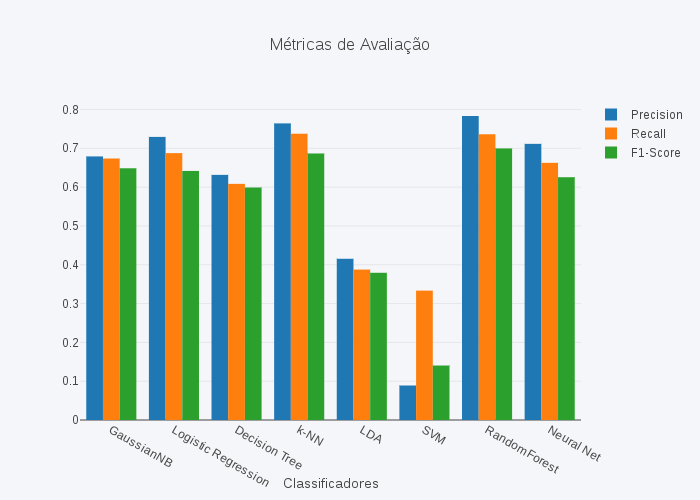 Métricas de Avaliação
Precision
Recall
F1-Score
0.8
0.7
0.6
0.5
0.4
0.3
0.2
0.1
0
GaussianNB
Logistic Regression
Decision Tree
k-NN
LDA
SVM
RandomForest
Neural Net
Classificadores